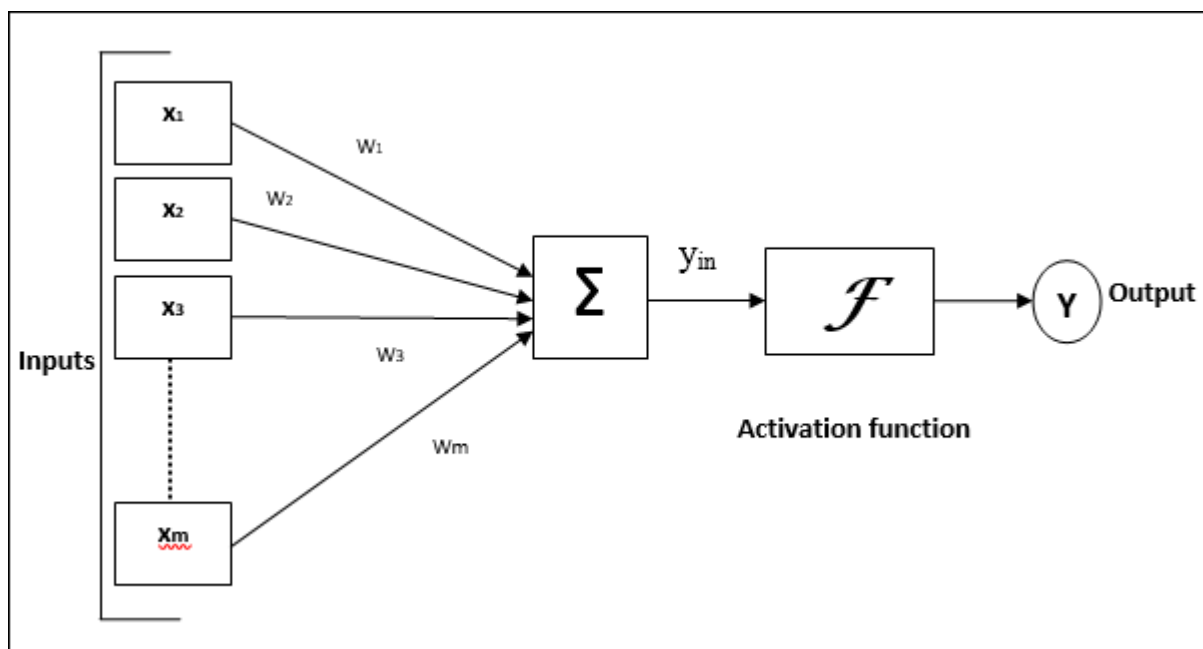 x1
W1
x2
W2
x3
W3
Inputs
Σ
yin
F
Y
Output
Activation function
Wm
xm